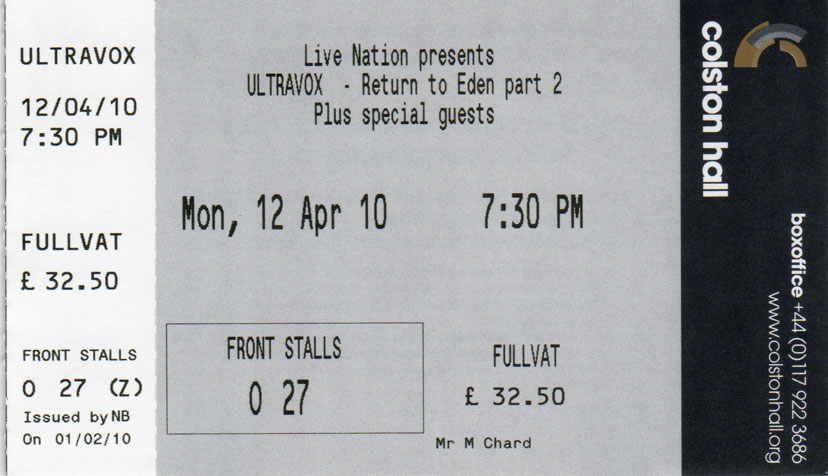 ULTRAVOX
12/04/10
7:30 PM
FULLVAT
£ 32.50
FRONT STALLS
O 27 (Z)
Issued by NB
On 01/02/10
Live Nation presents
ULTRAVOX - Return to Eden part 2
Plus special guests
Mon, 12 Apr 10 7:30 PM
FRONT STALLS
O 27
FULLVAT
£ 32.50
Mr M Chard
colston hall
boxoffice +44 (0)117 922 3686
www.colstonhall.org